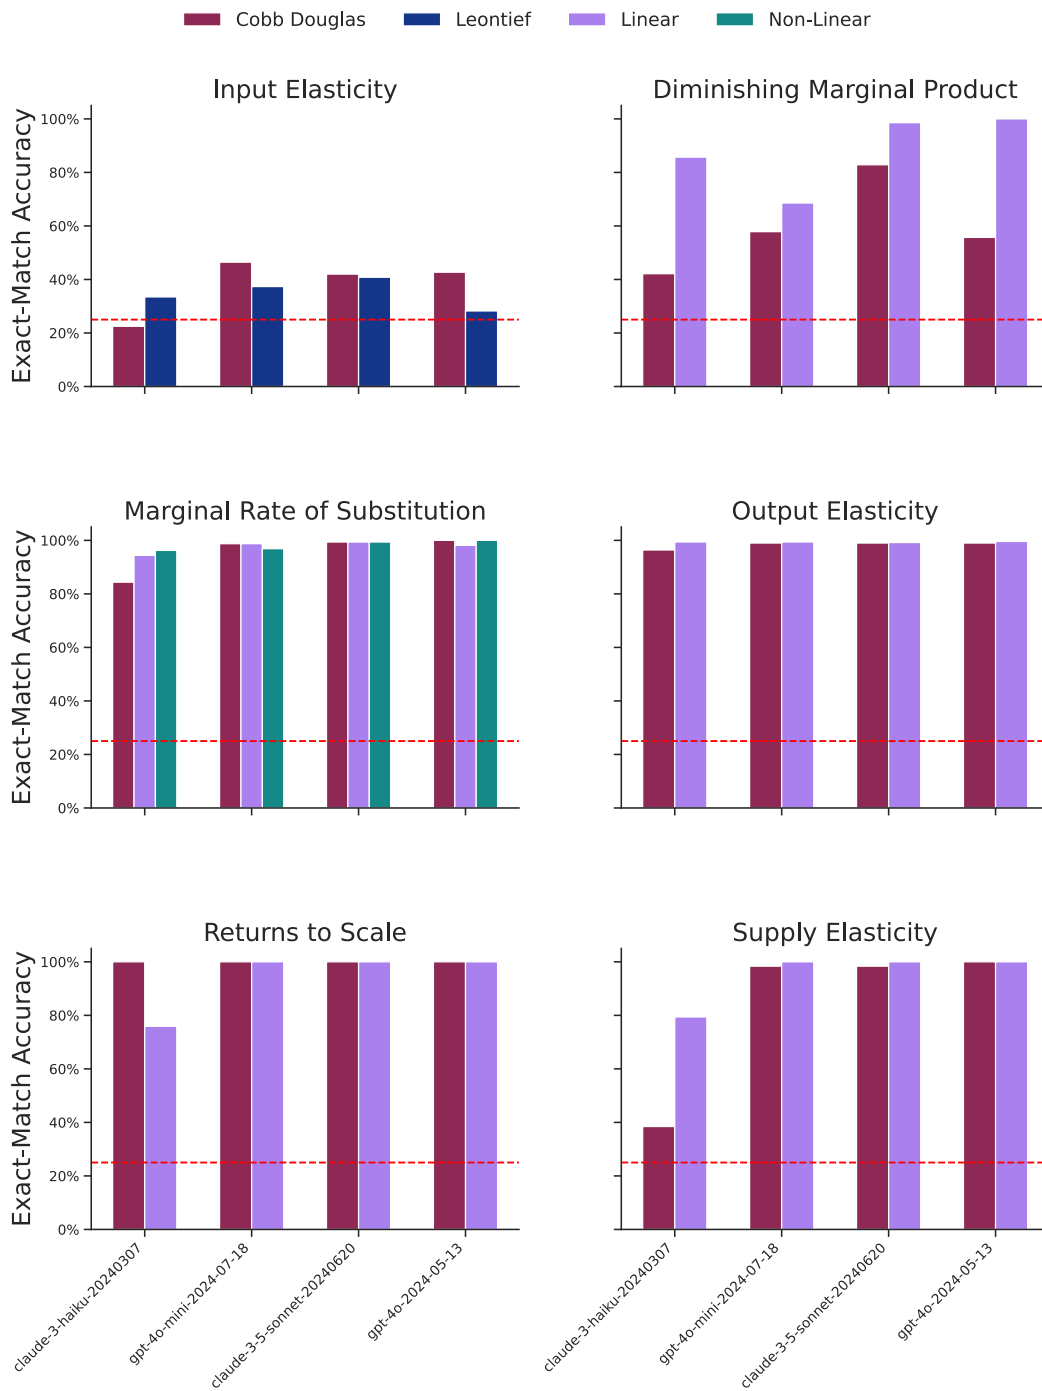 Cobb Douglas Leontief Linear Non-Linear
Input Elasticity
Exact-Match Accuracy
100%
80%
60%
40%
20%
0%
Diminishing Marginal Product
Marginal Rate of Substitution
Exact-Match Accuracy
100%
80%
60%
40%
20%
0%
Output Elasticity
Returns to Scale
Exact-Match Accuracy
100%
80%
60%
40%
20%
0%
claude-3-haiku-20240307
gpt-4o-mini-2024-07-18
claude-3-5-sonnet-20240620
gpt-4o-2024-05-13
Supply Elasticity
claude-3-haiku-20240307
gpt-4o-mini-2024-07-18
claude-3-5-sonnet-20240620
gpt-4o-2024-05-13